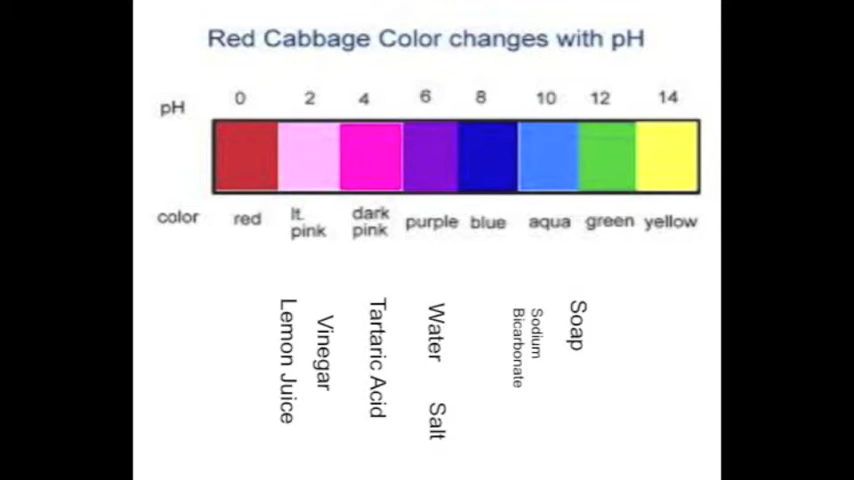 Red Cabbage Color changes with pH
pH 0 2 4 6 8 10 12 14
color red lt. pink dark pink purple blue aqua green yellow
Lemon Juice
Vinegar
Tartaric Acid
Water
Salt
Sodium
Bicarbonate
Soap